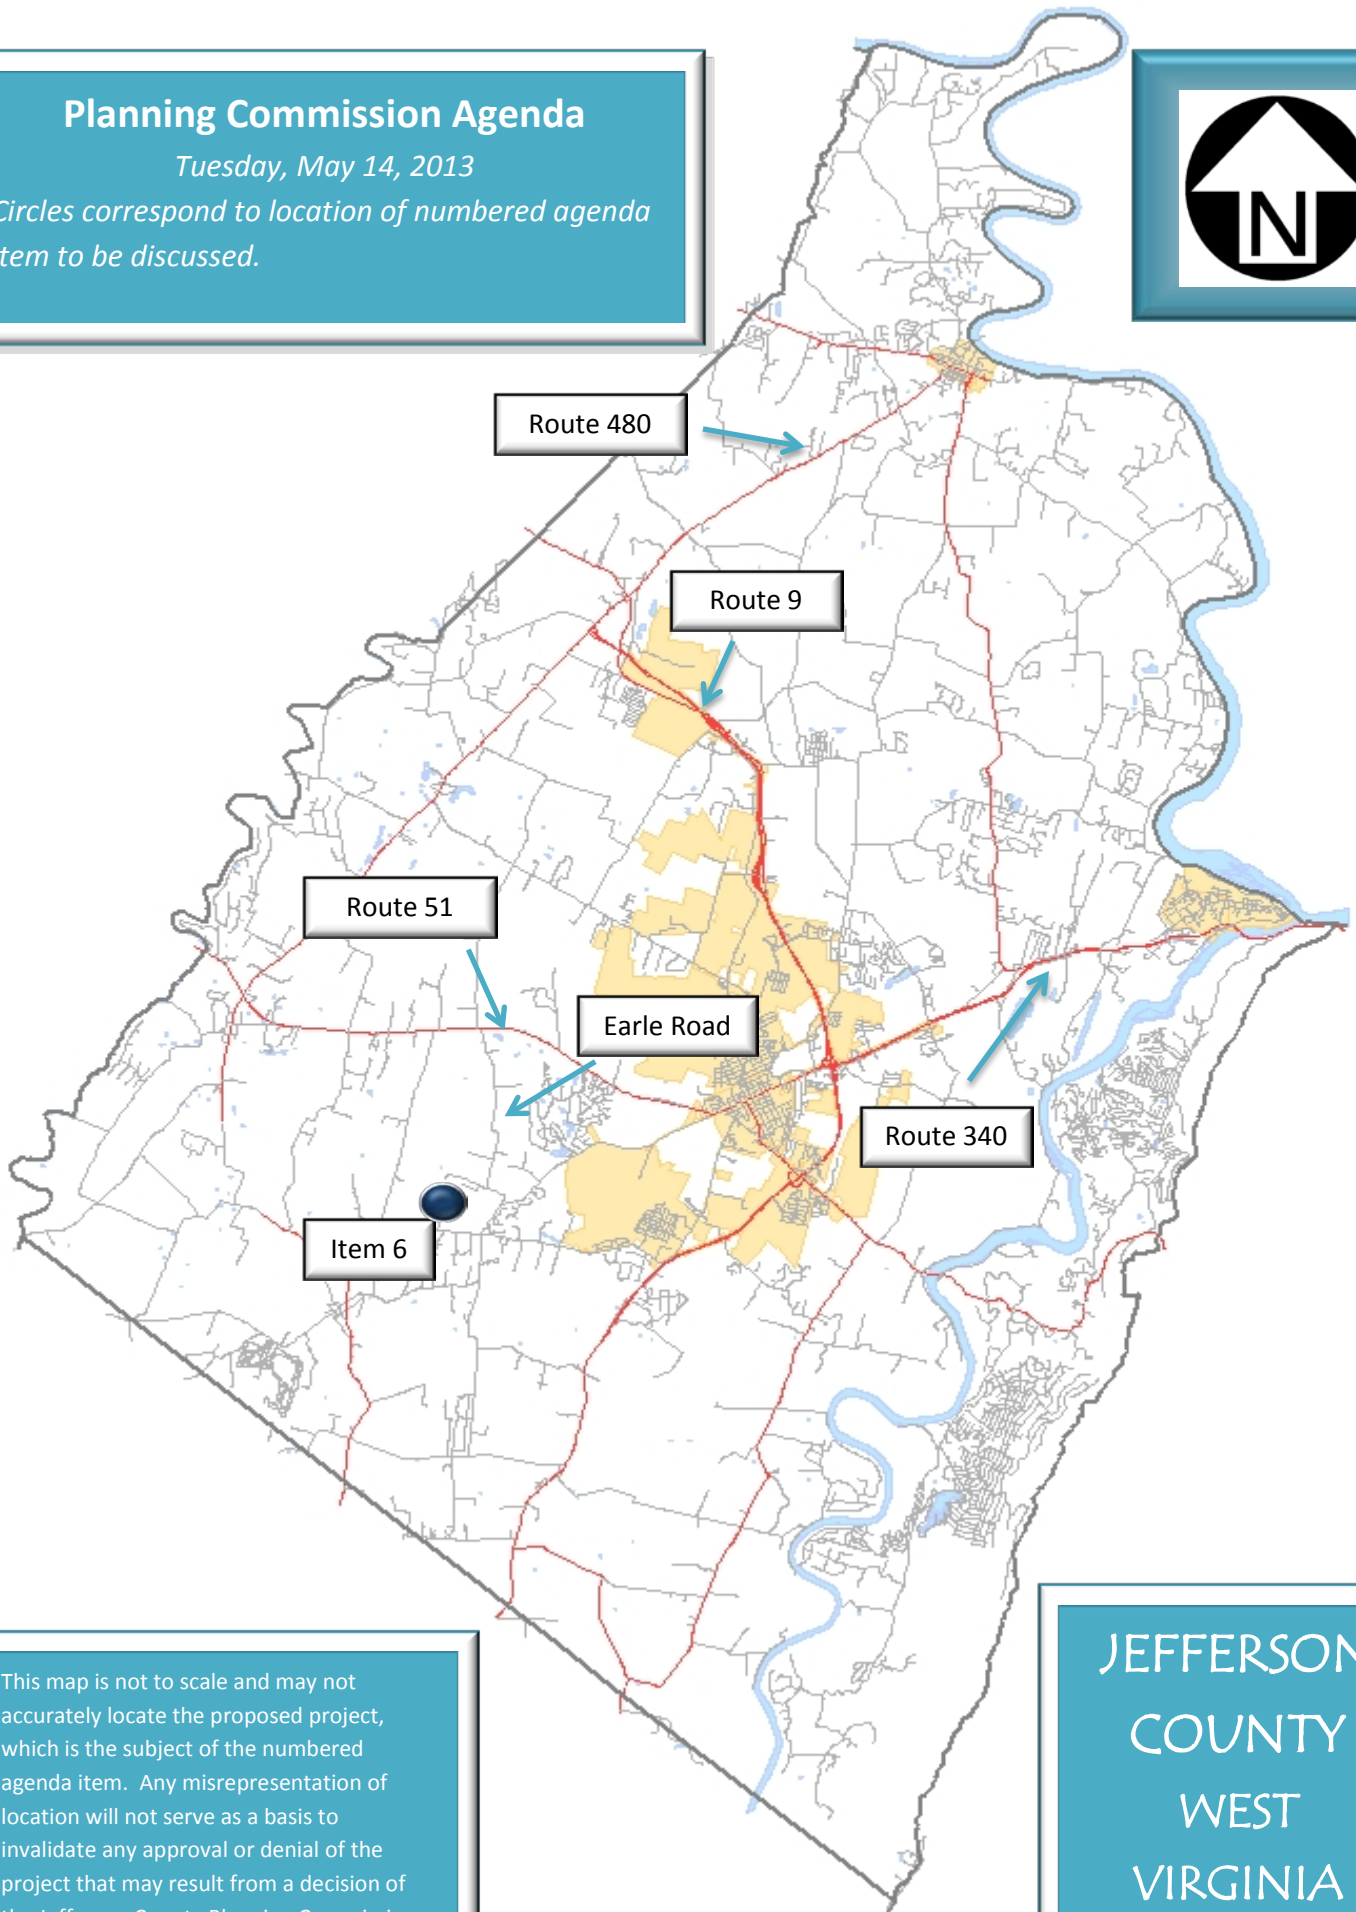 Planning Commission Agenda
Tuesday, May 14, 2013
Circles correspond to location of numbered agenda
item to be discussed.
N
Route 480
Route 9
Route 51
Earle Road
Route 340
Item 6
This map is not to scale and may not
accurately locate the proposed project,
which is the subject of the numbered
agenda item. Any misrepresentation of
location will not serve as a basis to
invalidate any approval or denial of the
project that may result from a decision of
JEFFERSON
COUNTY
WEST
VIRGINIA